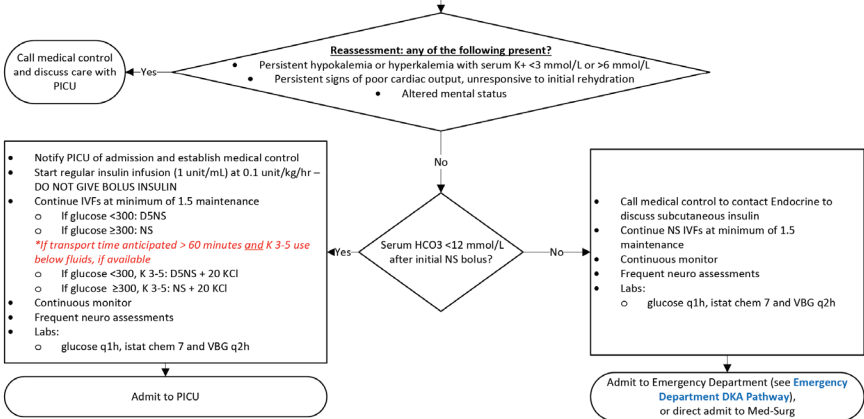 Reassessment: any of the following present?
• Persistent hypokalemia or hyperkalemia with serum K+ <3 mmol/L or >6 mmol/L
• Persistent signs of poor cardiac output, unresponsive to initial rehydration
• Altered mental status
Yes
Call medical control
and discuss care with
PICU
No
Serum HCO3 <12 mmol/L
after initial NS bolus?
Yes
No
• Notify PICU of admission and establish medical control
• Start regular insulin infusion (1 unit/mL) at 0.1 unit/kg/hr –
DO NOT GIVE BOLUS INSULIN
• Continue IVFs at minimum of 1.5 maintenance
o If glucose <300: D5NS
o If glucose ≥300: NS
*If transport time anticipated > 60 minutes and K 3-5 use
below fluids, if available
o If glucose <300, K 3-5: D5NS + 20 KCl
o If glucose ≥300, K 3-5: NS + 20 KCl
• Continuous monitor
• Frequent neuro assessments
• Labs:
o glucose q1h, istat chem 7 and VBG q2h
Admit to PICU
• Call medical control to contact Endocrine to
discuss subcutaneous insulin
• Continue NS IVFs at minimum of 1.5
maintenance
• Continuous monitor
• Frequent neuro assessments
• Labs:
o glucose q1h, istat chem 7 and VBG q2h
Admit to Emergency Department (see Emergency
Department DKA Pathway),
or direct admit to Med-Surg